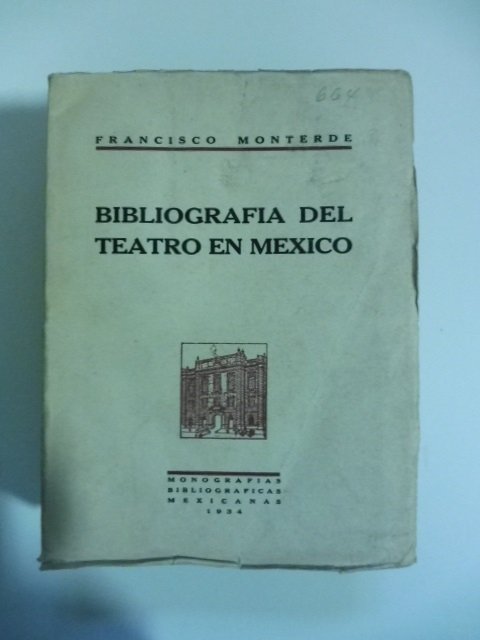 664
FRANCISCO MONTERDE
BIBLIOGRAFIA DEL
TEATRO EN MEXICO
MONOGRAFIAS
BIBLIOGRAFICAS
MEXICANAS
1934